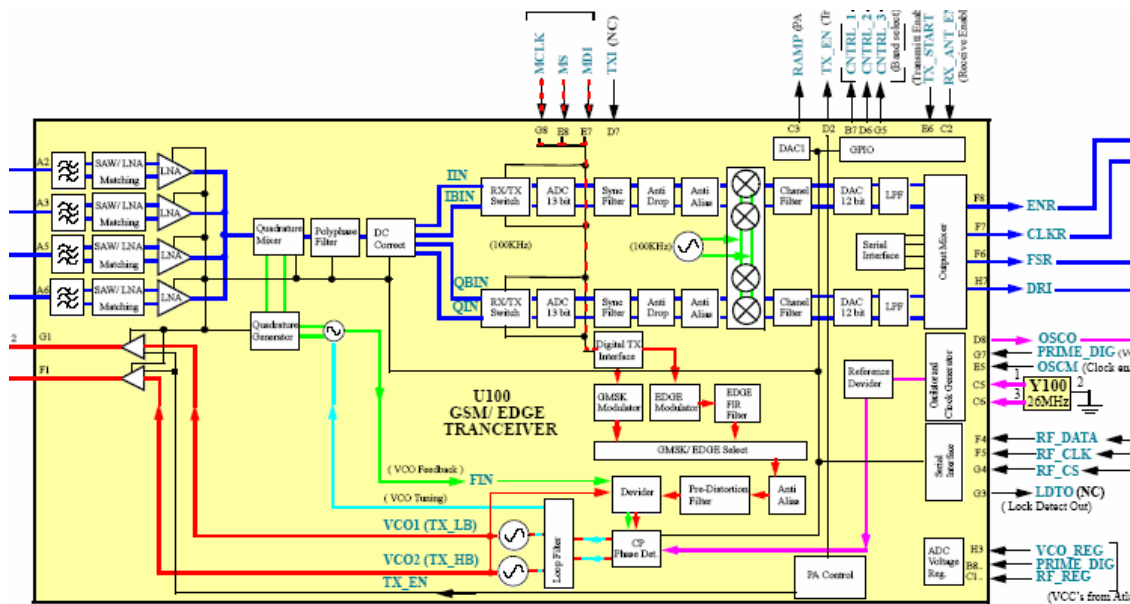 MCLK
MS
MDI
TXI (NC)
RAMP (PA
TX_EN (Tr
CNTRL_1
CNTRL_2
CNTRL_3
(Band select)
(Transmitt Enabl
TX_START
RX_ANT_EN
(Receive Enabl
G8
E8
E7
D7
C3
D2
B7
D6
G5
E6
C2
DAC1
GPIO
A2
SAW/ LNA
Matching
LNA
A3
SAW/ LNA
Matching
LNA
A5
SAW/ LNA
Matching
LNA
A6
SAW/ LNA
Matching
LNA
Quadrature
Mixer
Polyphase
Filter
DC
Correct
IIN
IBIN
(100KHz)
QBIN
QIN
RX/TX
Switch
ADC
13 bit
Sync
Filter
Anti
Drop
Anti
Alias
Chanel
Filter
DAC
12 bit
LPF
(100KHz)
Serial
Interface
Output Mixer
RX/TX
Switch
ADC
13 bit
Sync
Filter
Anti
Drop
Anti
Alias
Chanel
Filter
DAC
12 bit
LPF
F8
ENR
F7
CLKR
F6
FSR
H7
DRI
Quadrature
Generator
2
G1
F1
Digital TX
Interface
GMSK
Modulator
EDGE
Modulator
EDGE
FIR
Filter
GMSK/ EDGE Select
U100
GSM/ EDGE
TRANCEIVER
Reference
Devider
Oscilator and
Clock Generator
D8
OSCO
G7
PRIME_DIG (V
E5
OSCM (Clock en
C5
1
C6
3
Y100
26MHz
2
Serial
Interface
F4
RF_DATA
F5
RF_CLK
G4
RF_CS
G3
LDTO (NC)
( Lock Detect Out)
( VCO Feedback )
FIN
( VCO Tuning)
Devider
Pre-Distortion
Filter
Anti
Alias
VCO1 (TX_LB)
VCO2 (TX_HB)
TX_EN
Loop Filter
CP
Phase Det.
PA Control
ADC
Voltage
Reg.
H3
VCO_REG
B8..
PRIME_DIG
C1..
RF_REG
(VCC's from Atl